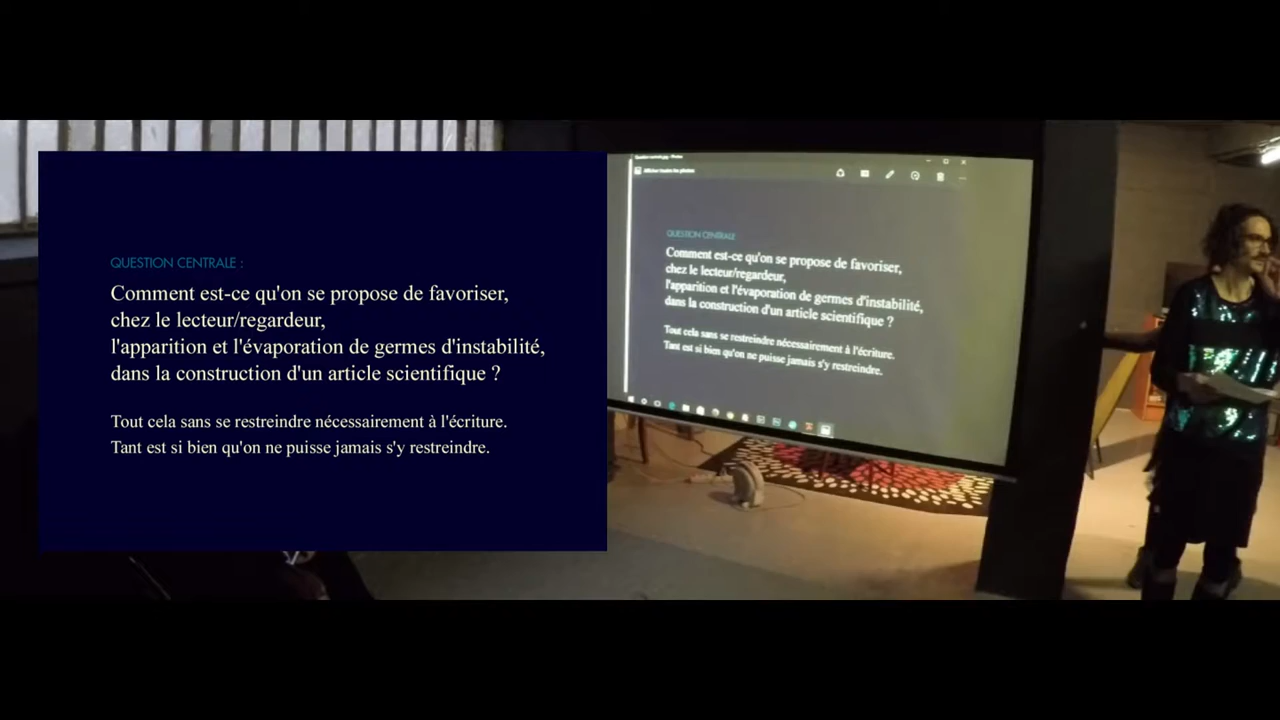 QUESTION CENTRALE :
Comment est-ce qu'on se propose de favoriser,
chez le lecteur/regardeur,
l'apparition et l'évaporation de germes d'instabilité,
dans la construction d'un article scientifique ?
Tout cela sans se restreindre nécessairement à l'écriture.
Tant est si bien qu'on ne puisse jamais s'y restreindre.
Afficher toutes les photos
QUESTION CENTRALE
Comment est-ce qu'on se propose de favoriser,
chez le lecteur/regardeur,
l'apparition et l'évaporation de germes d'instabilité,
dans la construction d'un article scientifique ?
Tout cela sans se restreindre nécessairement à l'écriture.
Tant est si bien qu'on ne puisse jamais s'y restreindre.